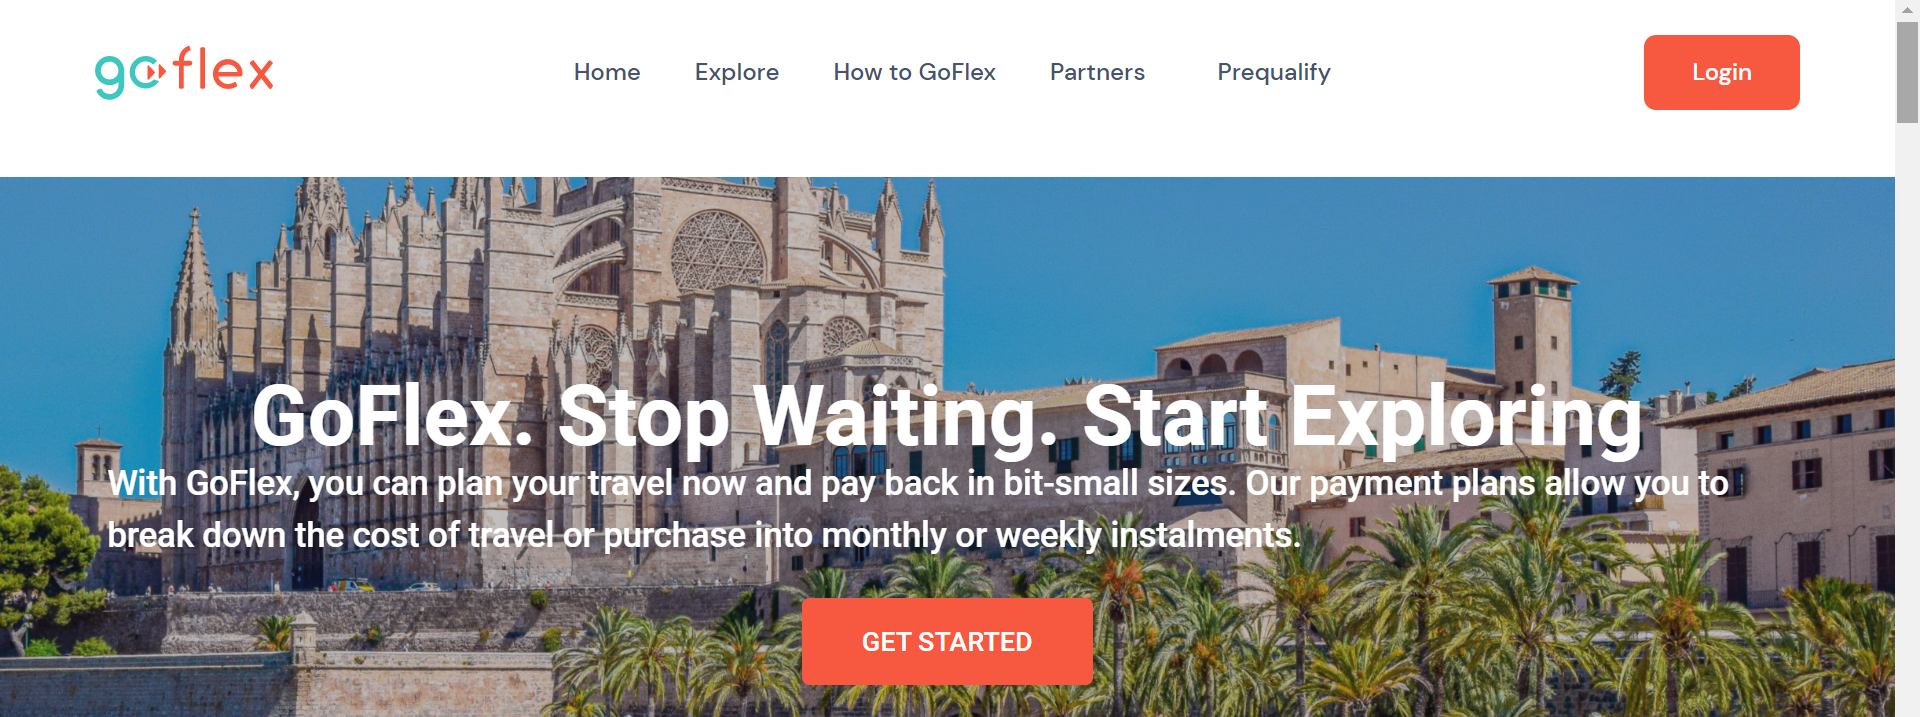 goflex
Home Explore How to GoFlex Partners Prequalify Login
GoFlex. Stop Waiting. Start Exploring
With GoFlex, you can plan your travel now and pay back in bit-small sizes. Our payment plans allow you to
break down the cost of travel or purchase into monthly or weekly instalments.
GET STARTED